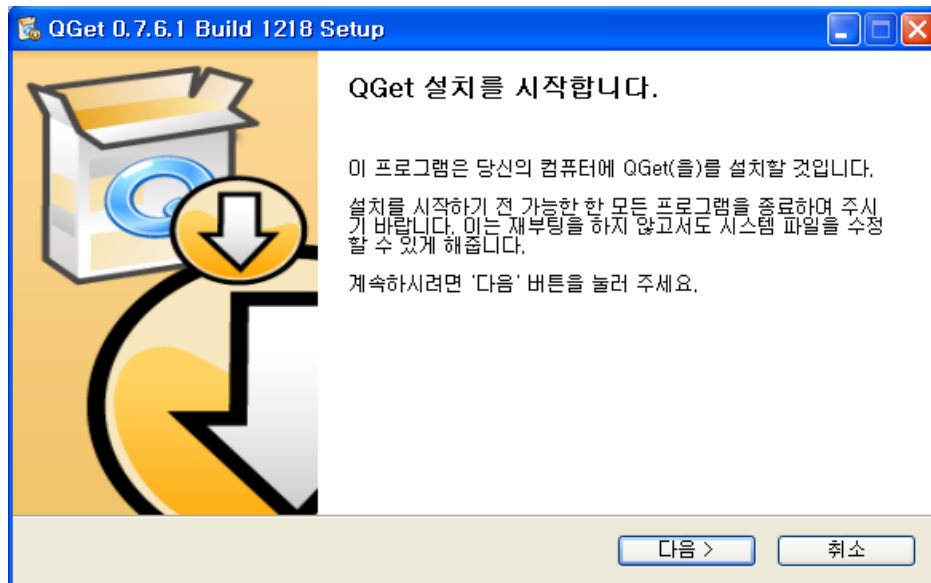 QGet 0.7.6.1 Build 1218 Setup
QGet 설치를 시작합니다.
이 프로그램은 당신의 컴퓨터에 QGet(을)를 설치할 것입니다.
설치를 시작하기 전 가능한 한 모든 프로그램을 종료하여 주시
기 바랍니다. 이는 재부팅을 하지 않고서도 시스템 파일을 수정
할 수 있게 해줍니다.
계속하시려면 '다음' 버튼을 눌러 주세요.
다음 >
취소